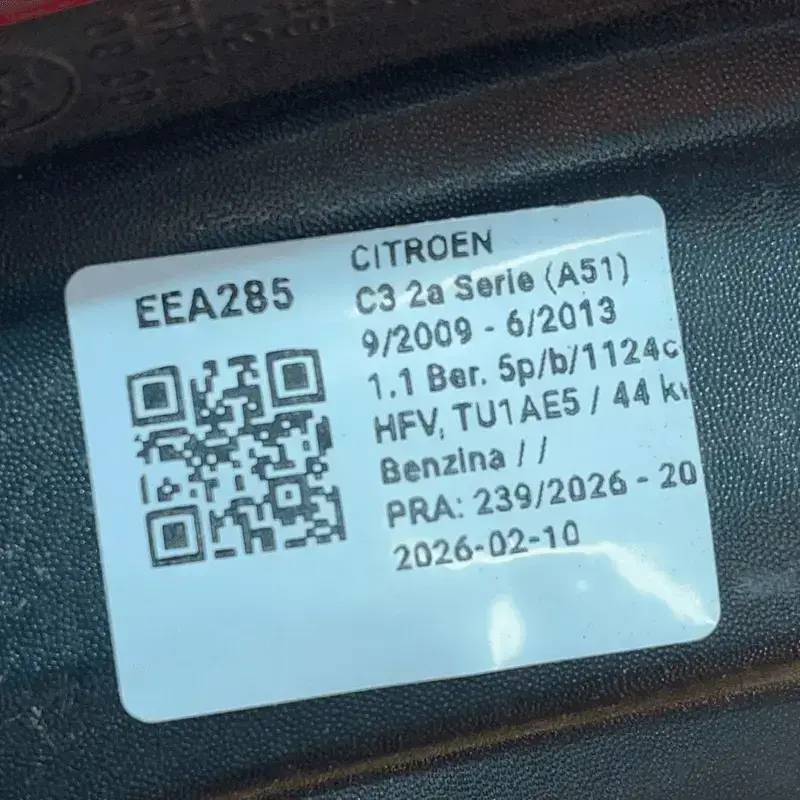 EEA285
CITROEN
C3 2a Serie (A51)
9/2009 - 6/2013
1.1 Ber. 5p/b/1124c
HFV, TU1AE5 / 44 k
Benzina / /
PRA: 239/2026 - 20
2026-02-10